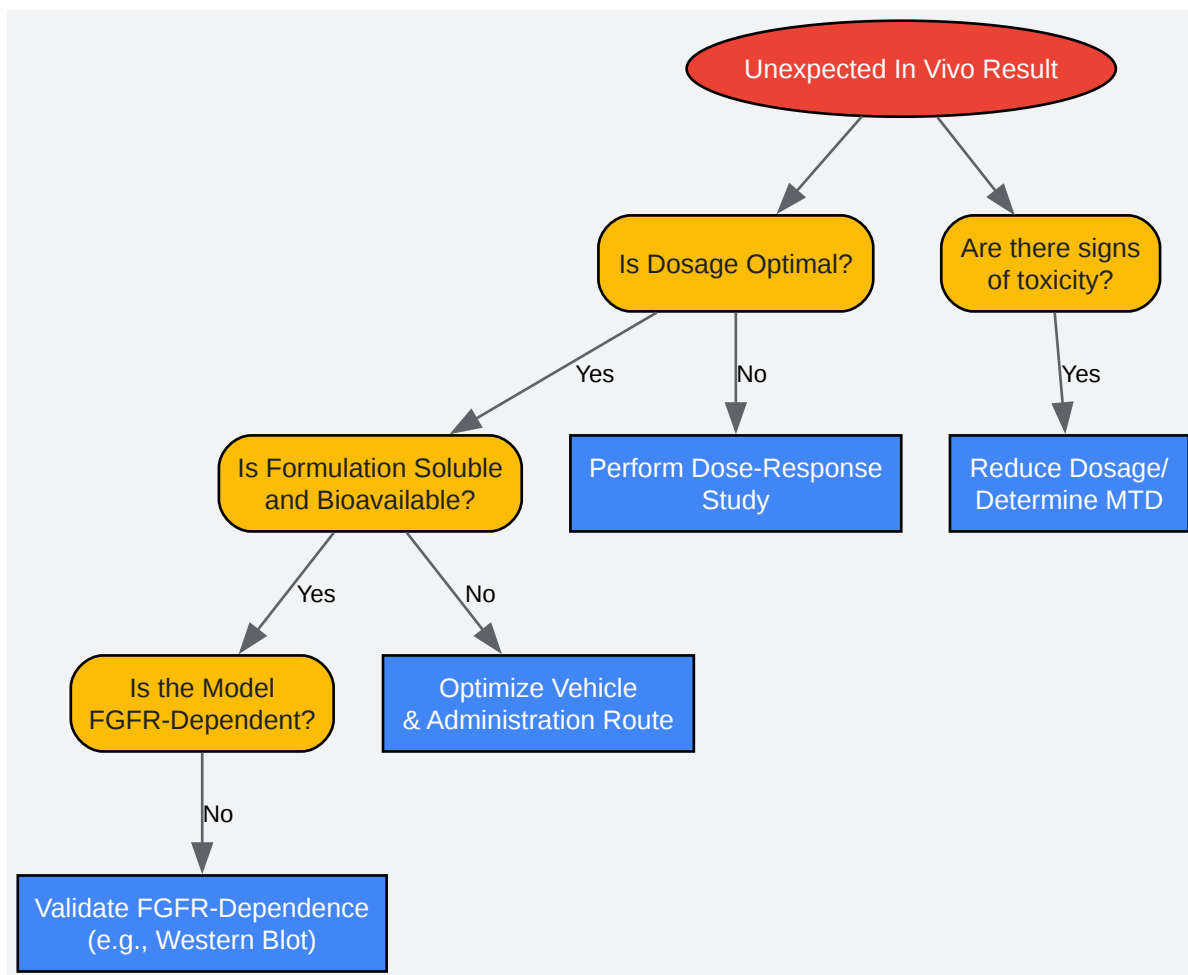 Unexpected In Vivo Result
Is Dosage Optimal?
Are there signs
of toxicity?
Yes
No
Yes
Is Formulation Soluble
and Bioavailable?
Perform Dose-Response
Study
Reduce Dosage/
Determine MTD
Yes
No
Is the Model
FGFR-Dependent?
Optimize Vehicle
& Administration Route
No
Validate FGFR-Dependence
(e.g., Western Blot)